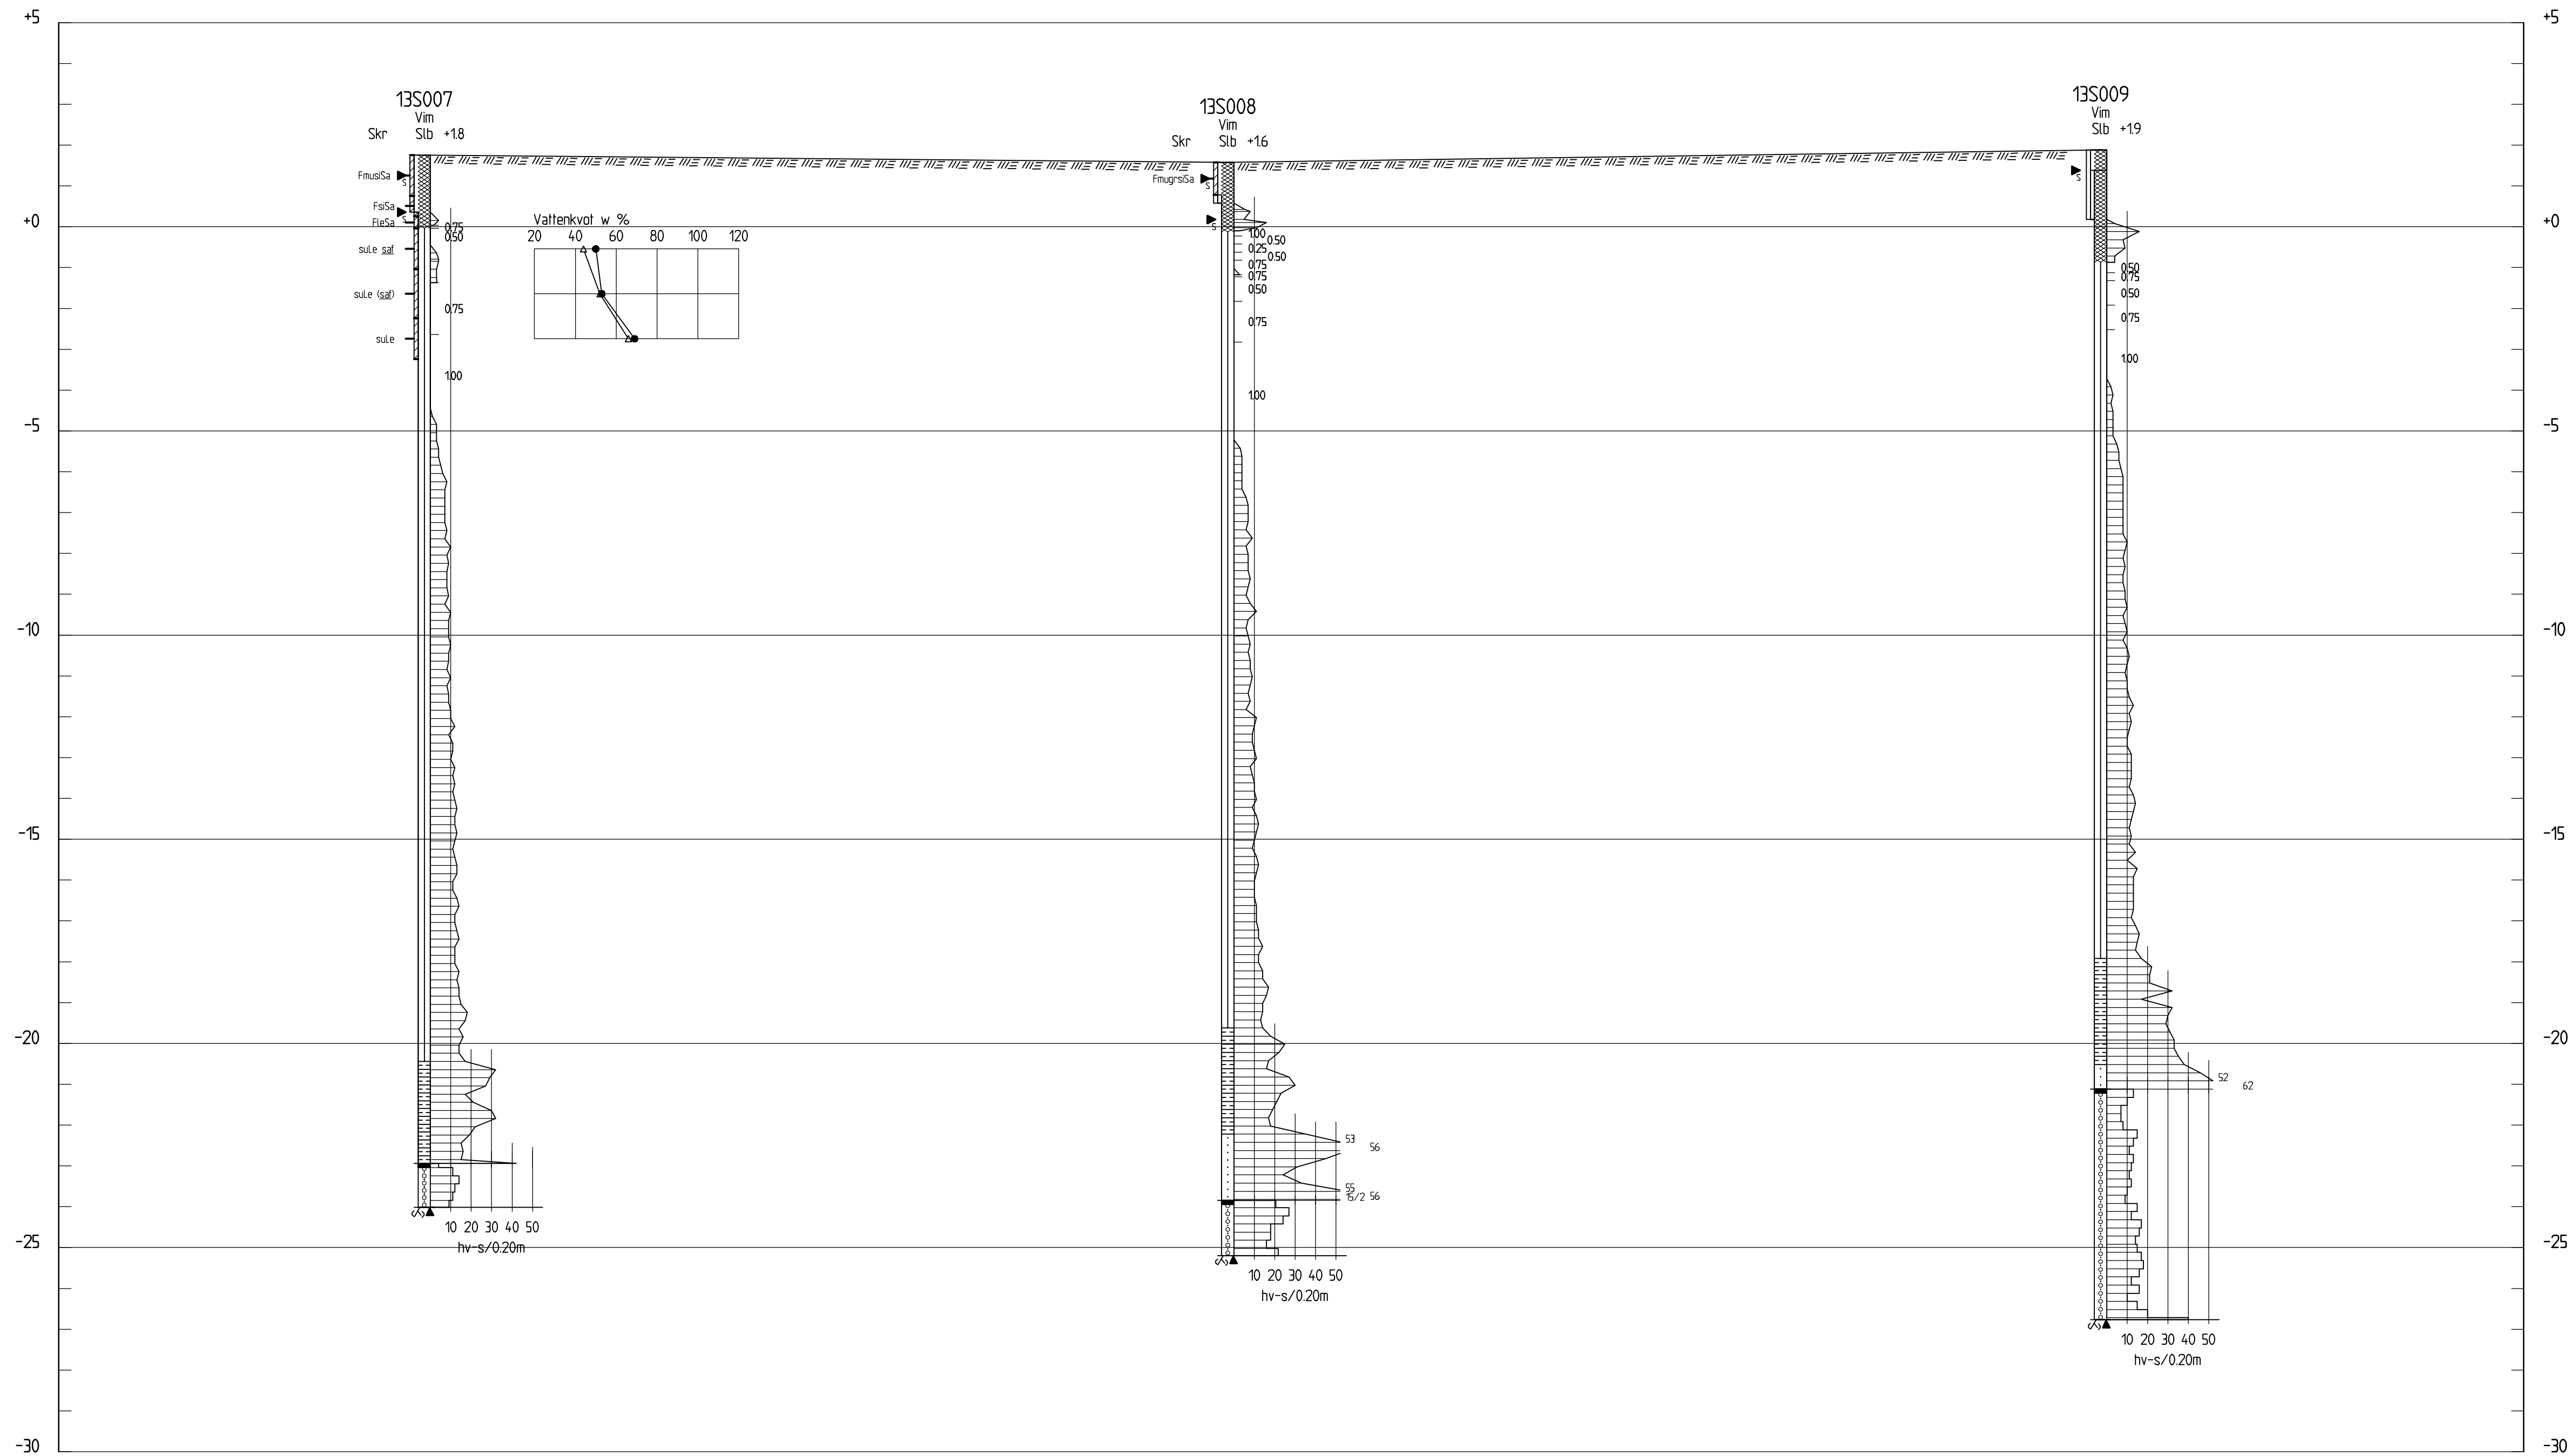 +5 +5
13S007 13S008 13S009
Vim Vim Vim
Skr Slb +1.8 Skr Slb +1.6 Slb +1.9
FmusiSa
S
FsiSa
S
FleSa
sule saf
sule (saf)
sule
0.75
0.50
0.75
1.00
Vattenkvot w %
20 40 60 80 100 120
FmugrsiSa
S
S
1.00
0.50
0.25
0.50
0.75
0.75
0.50
0.75
1.00
S
0.50
0.75
0.50
0.75
1.00
+0 +0
-5 -5
-10 -10
-15 -15
-20 -20
52
62
53
56
55
15/2 56
10 20 30 40 50
hv-s/0.20m
-25 -25
10 20 30 40 50
hv-s/0.20m
10 20 30 40 50
hv-s/0.20m
-30 -30